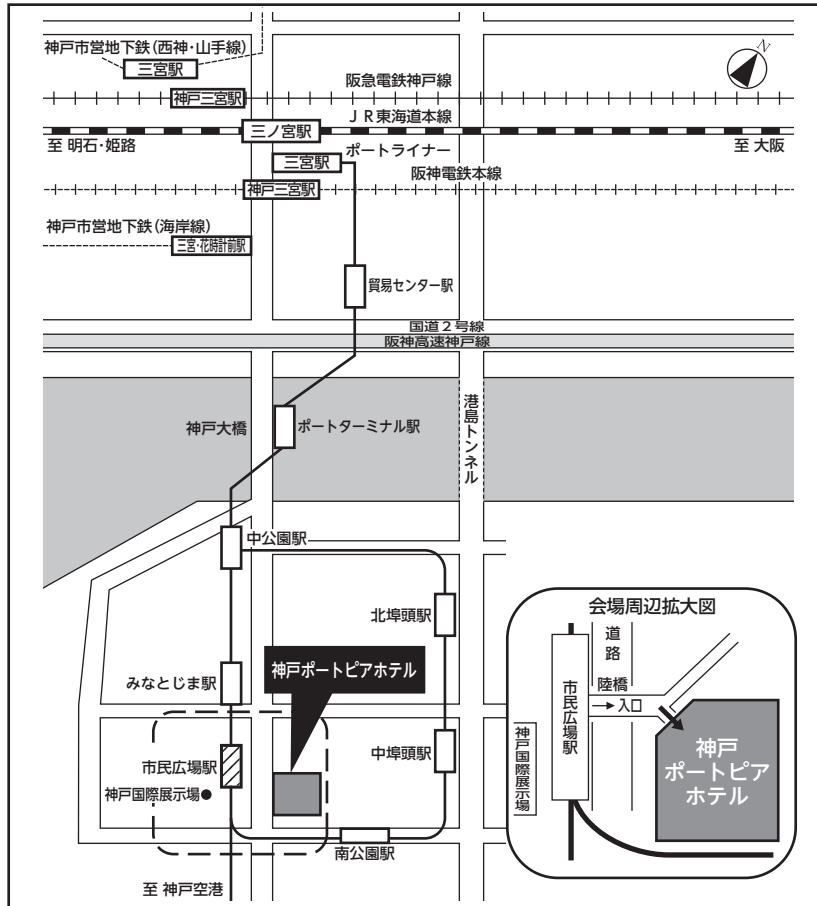 神戸市営地下鉄(西神・山手線)
三宮駅
N
阪急電鉄神戸線
神戸三宮駅
JR東海道本線
三ノ宮駅
至 明石・姫路
ポートライナー
至 大阪
三宮駅
阪神電鉄本線
神戸三宮駅
神戸市営地下鉄(海岸線)
三宮・花時計前駅
貿易センター駅
国道2号線
阪神高速神戸線
神戸大橋
ポートターミナル駅
港島トンネル
中公園駅
北埠頭駅
神戸ポートピアホテル
みなとじま駅
市民広場駅
中埠頭駅
神戸国際展示場●
南公園駅
至 神戸空港
会場周辺拡大図
道路
陸橋
→入口
市民広場駅
神戸国際展示場
神戸
ポートピア
ホテル